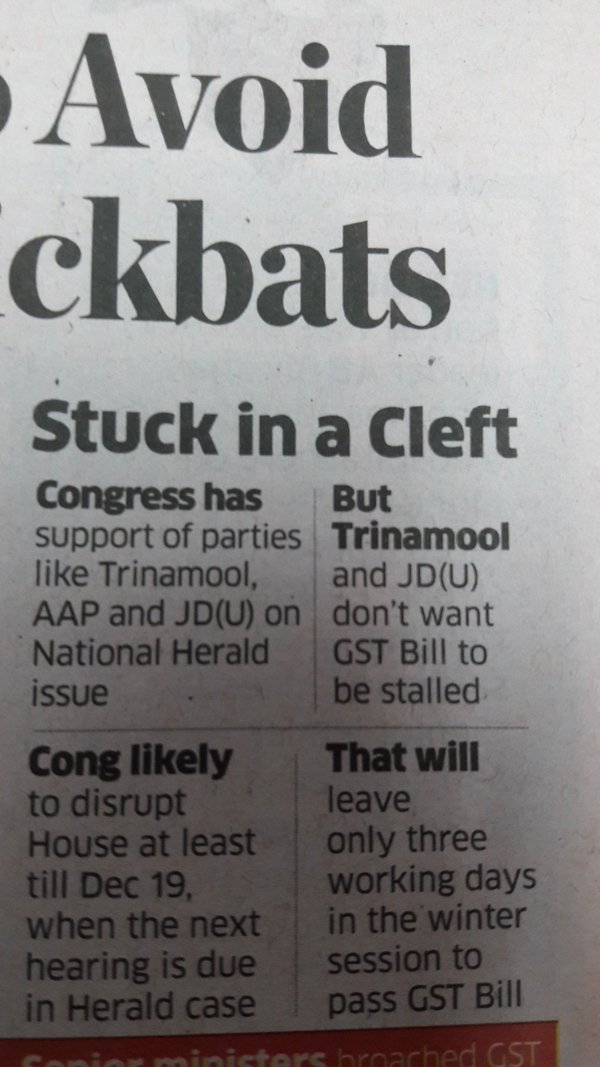 Avoid
ckbats
Stuck in a Cleft
Congress has
support of parties
like Trinamool,
AAP and JD(U) on
National Herald
issue
But
Trinamool
and JD(U)
don't want
GST Bill to
be stalled
Cong likely
to disrupt
House at least
till Dec 19,
when the next
hearing is due
in Herald case
That will
leave
only three
working days
in the winter
session to
pass GST Bill
Senior ministers broached GST